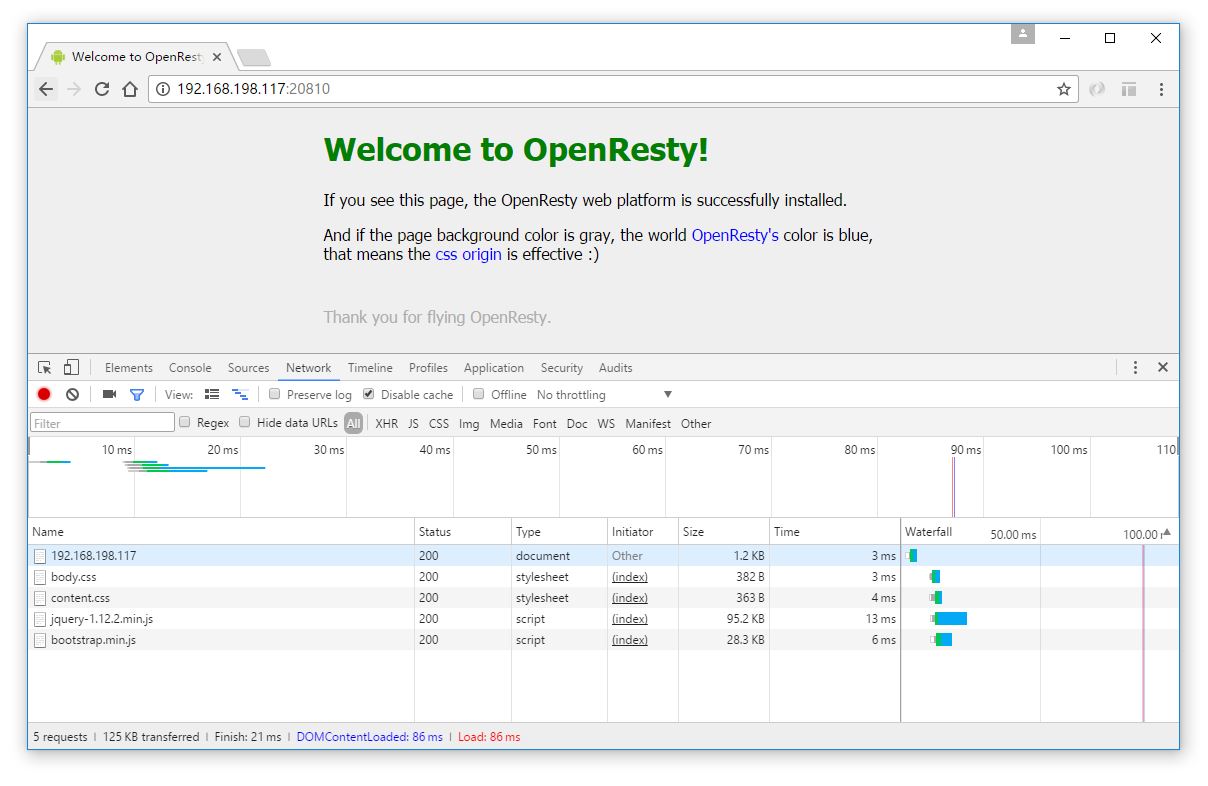 Welcome to OpenRest
192.168.198.117:20810
Welcome to OpenResty!
If you see this page, the OpenResty web platform is successfully installed.
And if the page background color is gray, the world OpenResty's color is blue,
that means the css origin is effective :)
Thank you for flying OpenResty.
Elements Console Sources Network Timeline Profiles Application Security Audits
View: Preserve log Disable cache Offline No throttling
Filter Regex Hide data URLs All XHR JS CSS Img Media Font Doc WS Manifest Other
10 ms 20 ms 30 ms 40 ms 50 ms 60 ms 70 ms 80 ms 90 ms 100 ms 110
Name Status Type Initiator Size Time Waterfall 50.00 ms 100.00
192.168.198.117 200 document Other 1.2 KB 3 ms
body.css 200 stylesheet (index) 382 B 3 ms
content.css 200 stylesheet (index) 363 B 4 ms
jquery-1.12.2.min.js 200 script (index) 95.2 KB 13 ms
bootstrap.min.js 200 script (index) 28.3 KB 6 ms
5 requests | 125 KB transferred | Finish: 21 ms | DOMContentLoaded: 86 ms | Load: 86 ms